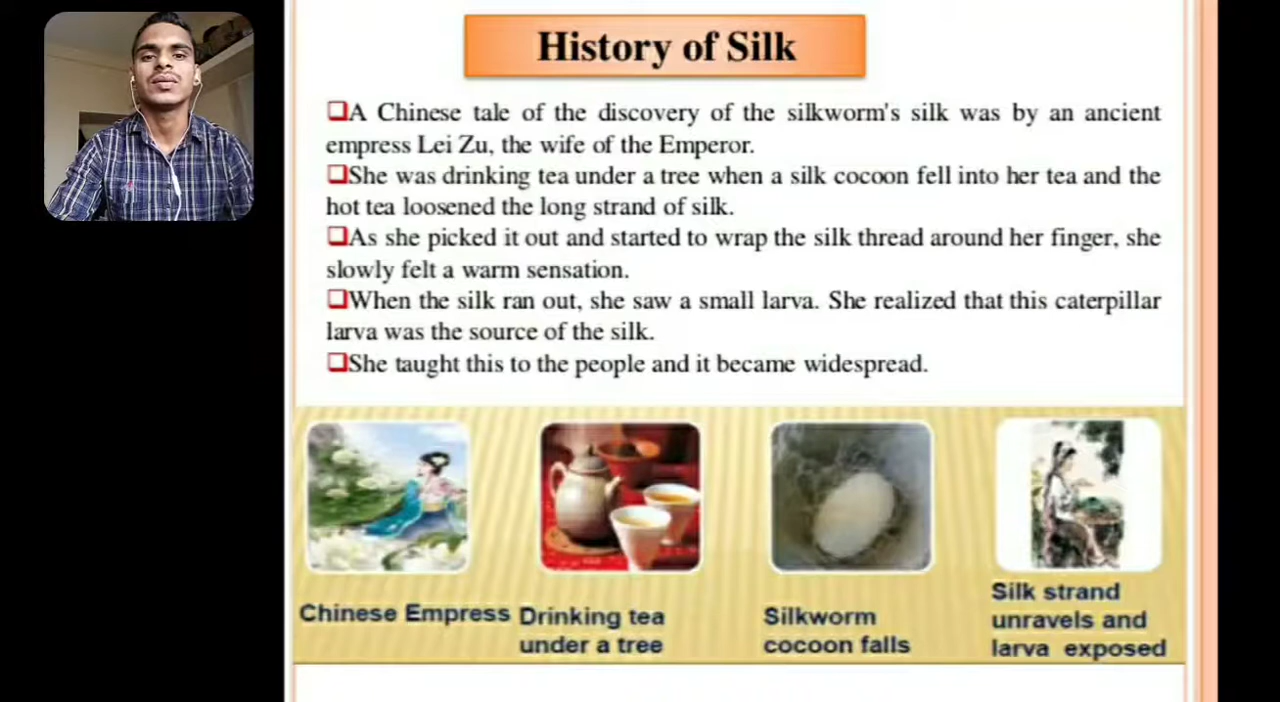 History of Silk
❑A Chinese tale of the discovery of the silkworm's silk was by an ancient
empress Lei Zu, the wife of the Emperor.
❑She was drinking tea under a tree when a silk cocoon fell into her tea and the
hot tea loosened the long strand of silk.
❑As she picked it out and started to wrap the silk thread around her finger, she
slowly felt a warm sensation.
❑When the silk ran out, she saw a small larva. She realized that this caterpillar
larva was the source of the silk.
❑She taught this to the people and it became widespread.
Chinese Empress
Drinking tea
under a tree
Silkworm
cocoon falls
Silk strand
unravels and
larva exposed